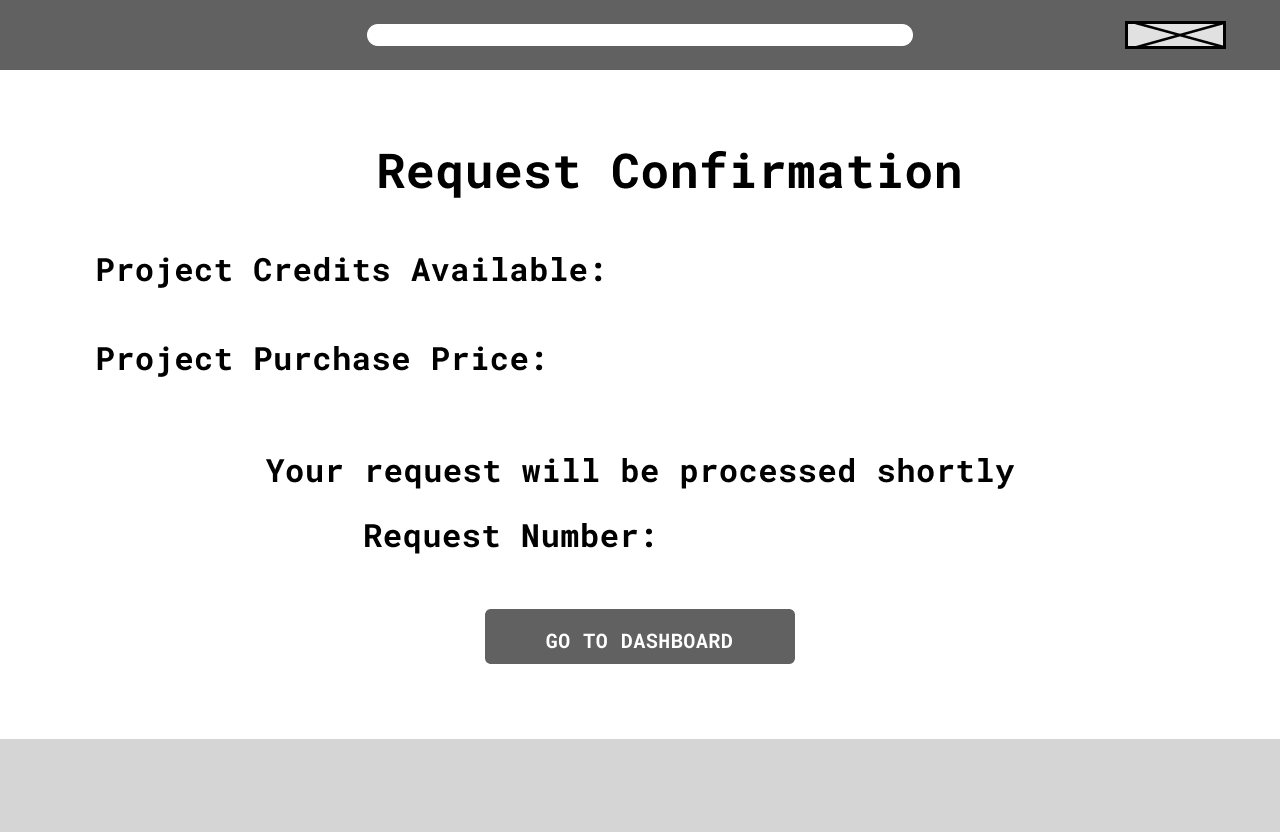 Request Confirmation
Project Credits Available:
Project Purchase Price:
Your request will be processed shortly
Request Number:
GO TO DASHBOARD